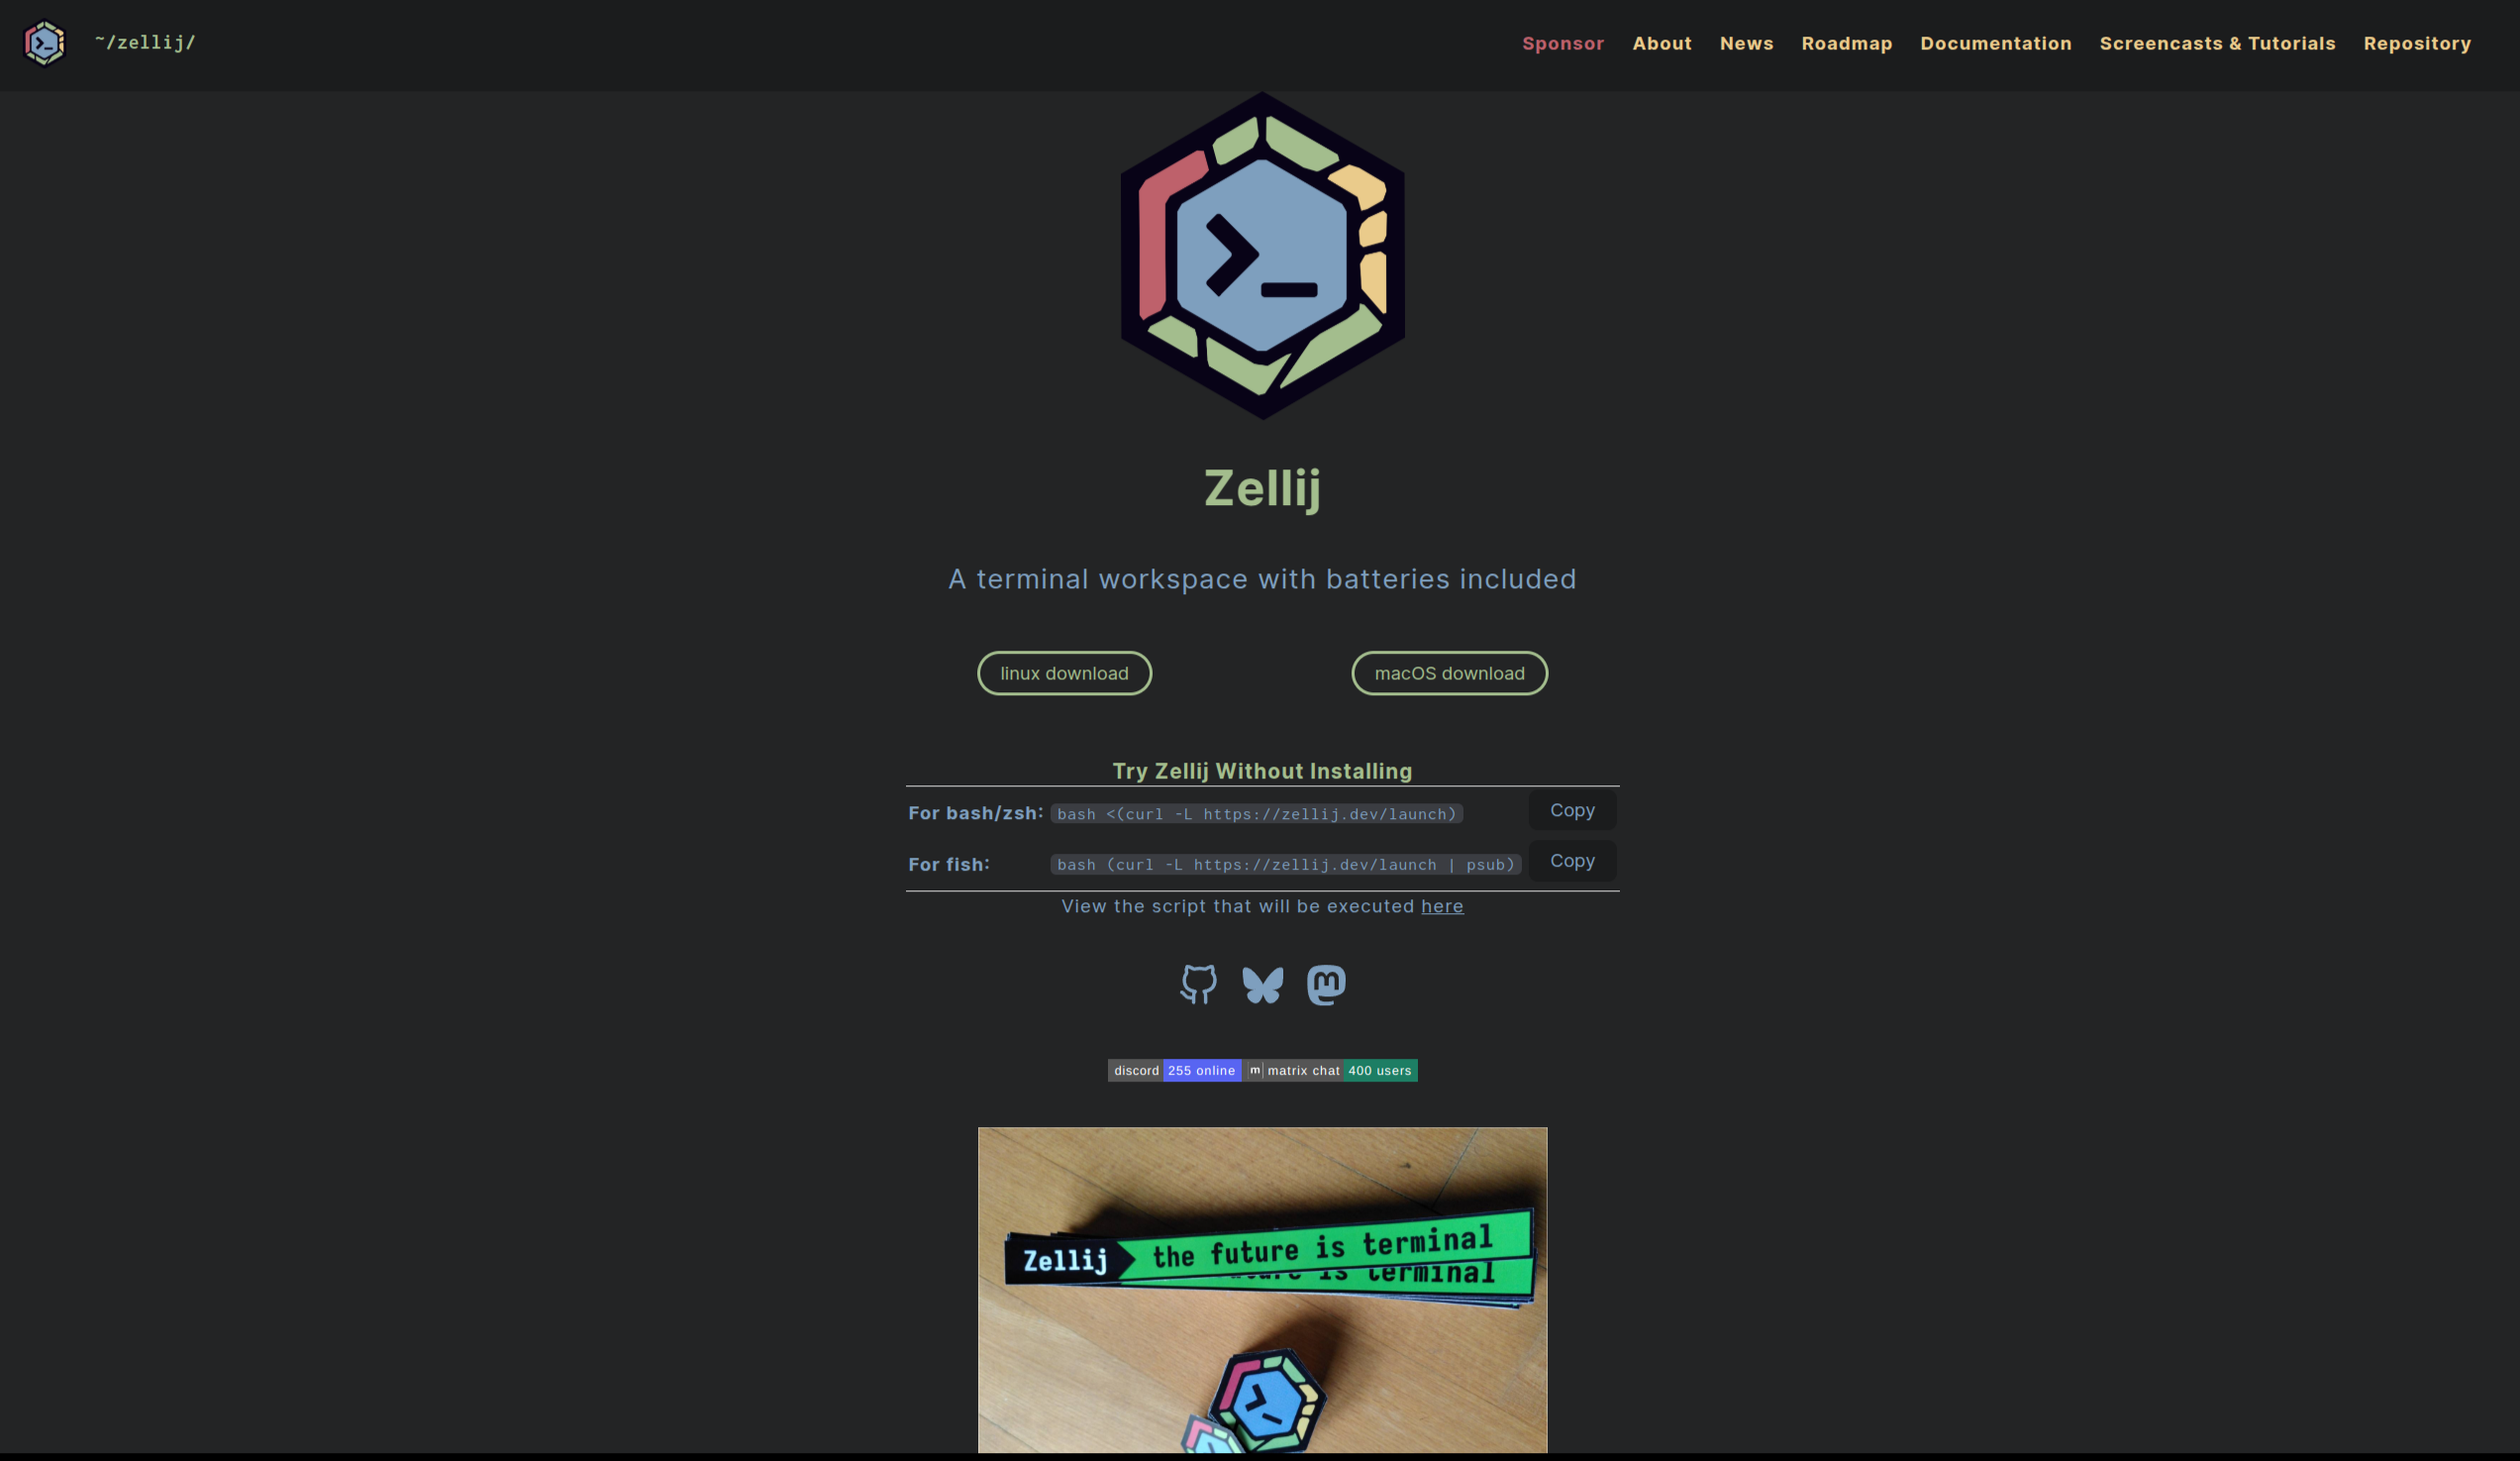 ~/zellij/
Sponsor About News Roadmap Documentation Screencasts & Tutorials Repository
Zellij
A terminal workspace with batteries included
linux download macOS download
Try Zellij Without Installing
For bash/zsh: bash <(curl -L https://zellij.dev/launch) Copy
For fish: bash (curl -L https://zellij.dev/launch | psub) Copy
View the script that will be executed here
discord 255 online m matrix chat 400 users
Zellij the future is terminal
is terminal